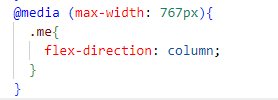 @media (max-width: 767px){
  .me{
    flex-direction: column;
  }
}